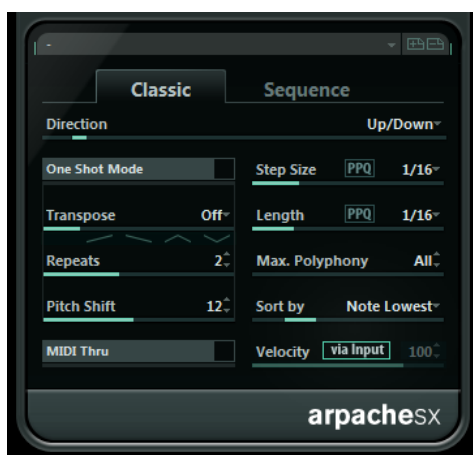 -
Classic Sequence
Direction Up/Down
One Shot Mode Step Size PPQ 1/16
Transpose Off Length PPQ 1/16
Repeats 2 Max. Polyphony All
Pitch Shift 12 Sort by Note Lowest
MIDI Thru Velocity via Input 100
arpacheSX